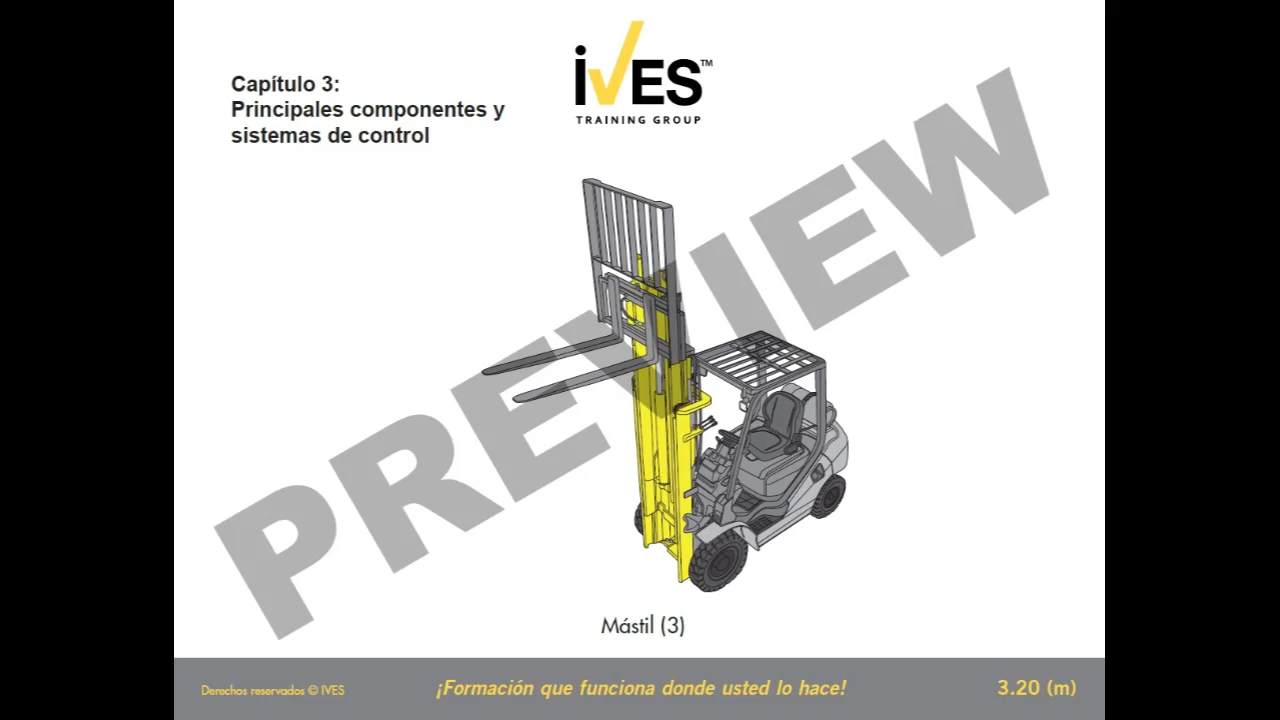 Capítulo 3:
Principales componentes y
sistemas de control
iVES™
TRAINING GROUP
PREVIEW
Mástil (3)
Derechos reservados © IVES
¡Formación que funciona donde usted lo hace!
3.20 (m)